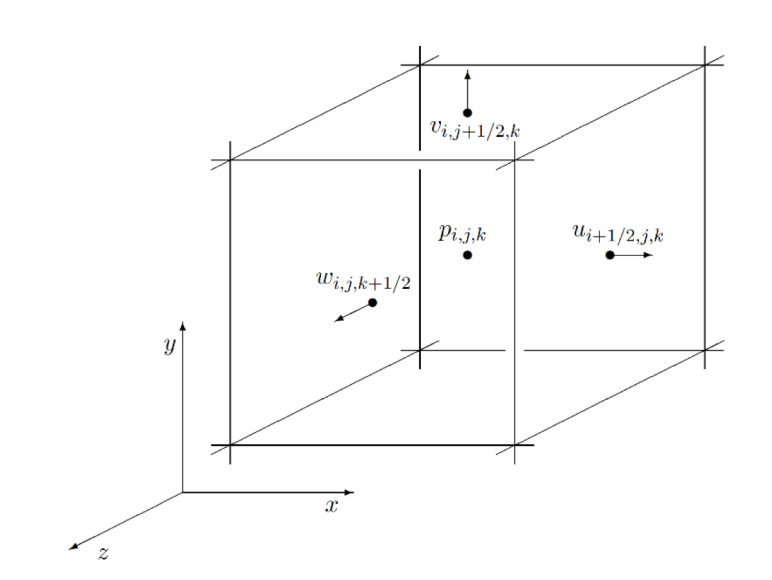 v_{i,j+1/2,k}
p_{i,j,k}
u_{i+1/2,j,k}
w_{i,j,k+1/2}
y
x
z